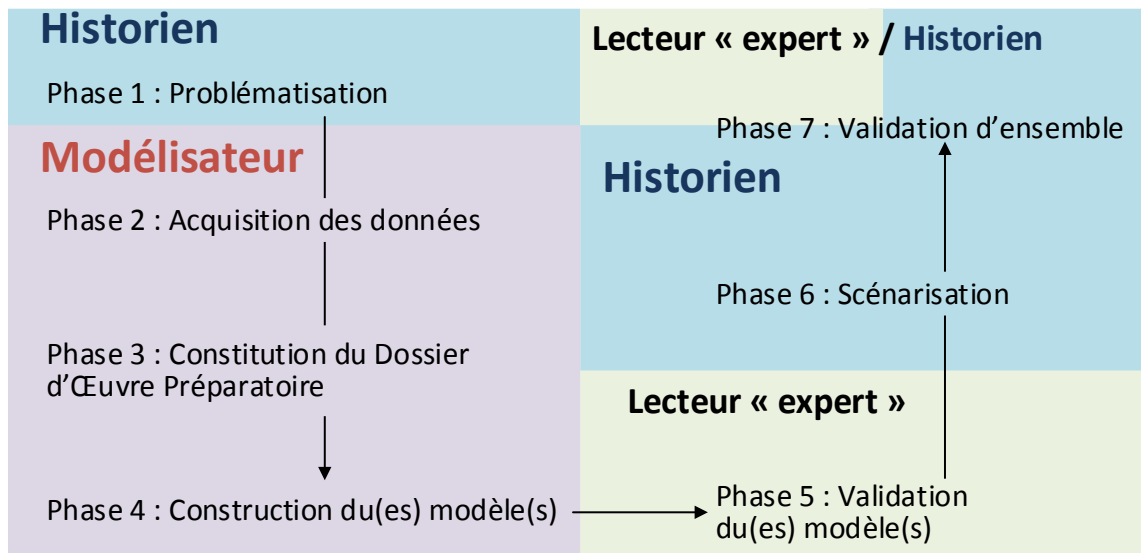 Historien
Phase 1 : Problématisation
Modélisateur
Phase 2 : Acquisition des données
Phase 3 : Constitution du Dossier
d’Œuvre Préparatoire
Phase 4 : Construction du(es) modèle(s)
Lecteur « expert » / Historien
Phase 7 : Validation d’ensemble
Historien
Phase 6 : Scénarisation
Lecteur « expert »
Phase 5 : Validation
du(es) modèle(s)